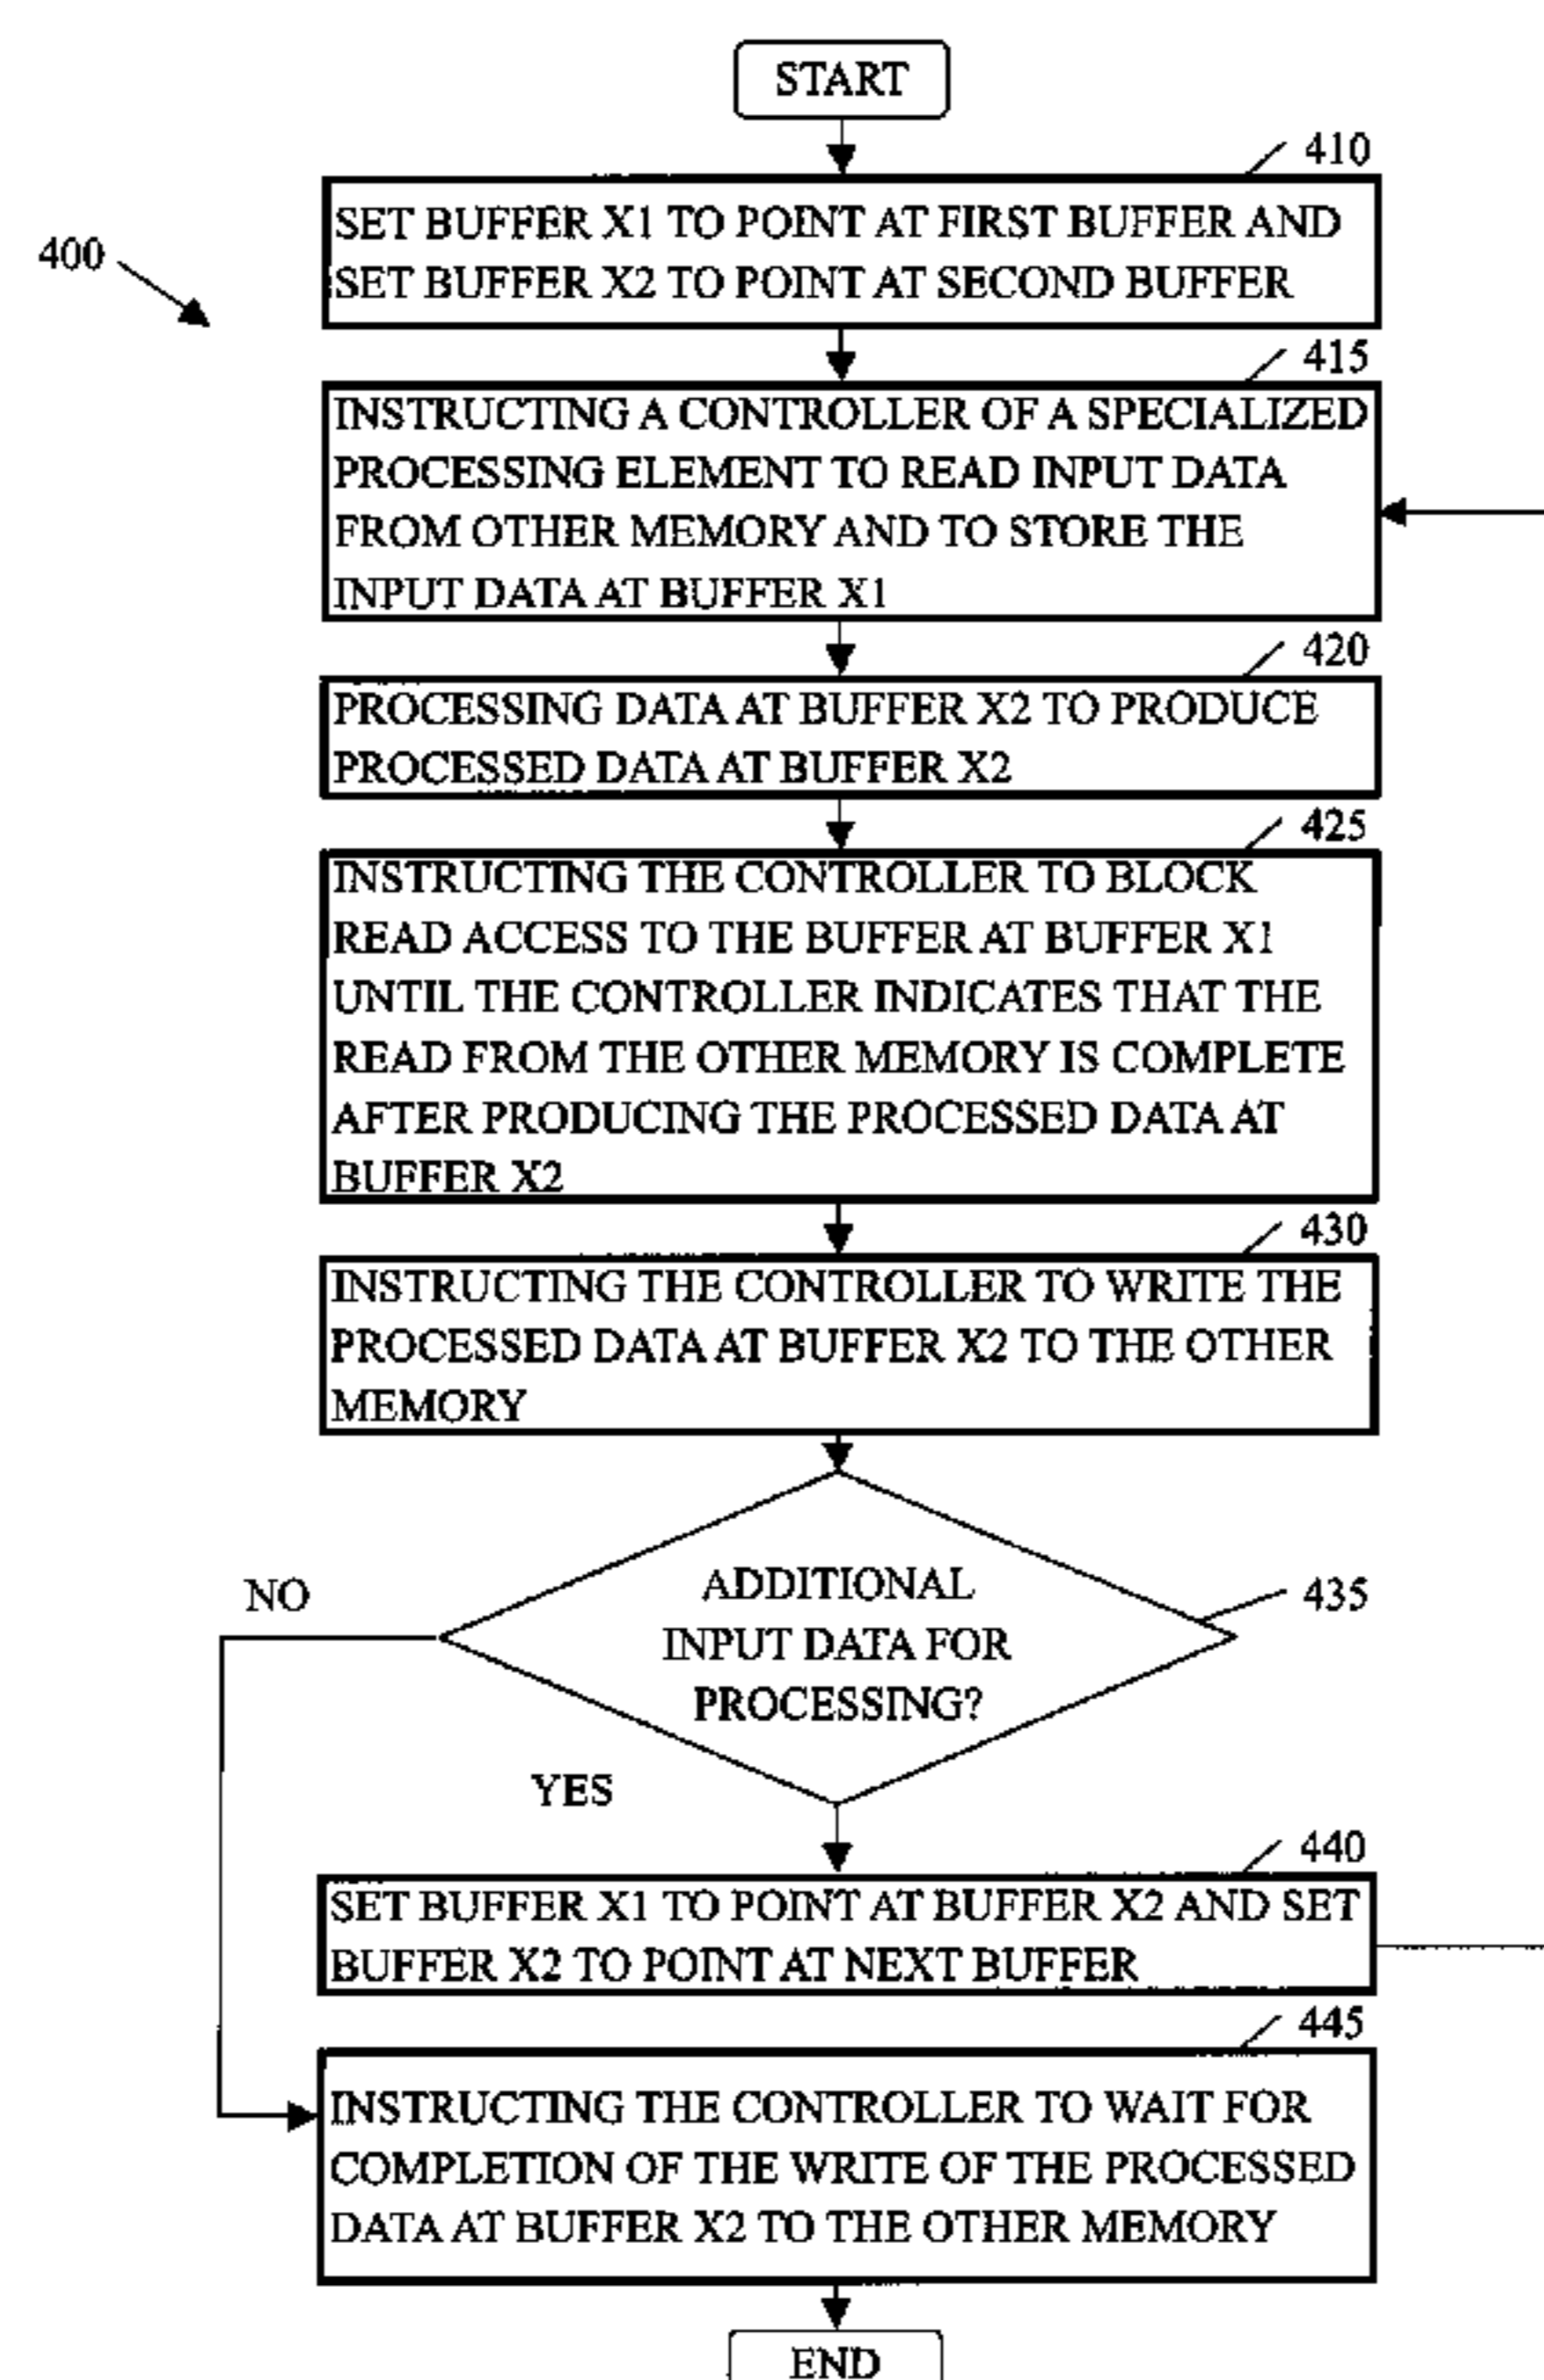 START
410
SET BUFFER X1 TO POINT AT FIRST BUFFER AND
SET BUFFER X2 TO POINT AT SECOND BUFFER
400
415
INSTRUCTING A CONTROLLER OF A SPECIALIZED
PROCESSING ELEMENT TO READ INPUT DATA
FROM OTHER MEMORY AND TO STORE THE
INPUT DATA AT BUFFER X1
420
PROCESSING DATA AT BUFFER X2 TO PRODUCE
PROCESSED DATA AT BUFFER X2
425
INSTRUCTING THE CONTROLLER TO BLOCK
READ ACCESS TO THE BUFFER AT BUFFER X1
UNTIL THE CONTROLLER INDICATES THAT THE
READ FROM THE OTHER MEMORY IS COMPLETE
AFTER PRODUCING THE PROCESSED DATA AT
BUFFER X2
430
INSTRUCTING THE CONTROLLER TO WRITE THE
PROCESSED DATA AT BUFFER X2 TO THE OTHER
MEMORY
NO
ADDITIONAL
INPUT DATA FOR
PROCESSING?
435
YES
440
SET BUFFER X1 TO POINT AT BUFFER X2 AND SET
BUFFER X2 TO POINT AT NEXT BUFFER
445
INSTRUCTING THE CONTROLLER TO WAIT FOR
COMPLETION OF THE WRITE OF THE PROCESSED
DATA AT BUFFER X2 TO THE OTHER MEMORY
END